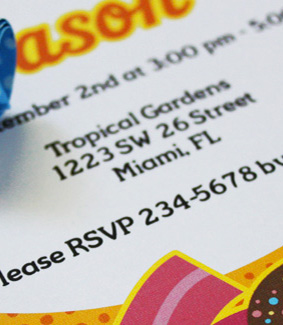 ason
ember 2nd at 3:00 pm - 5:0
Tropical Gardens
1223 SW 26 Street
Miami, FL
lease RSVP 234-5678 by